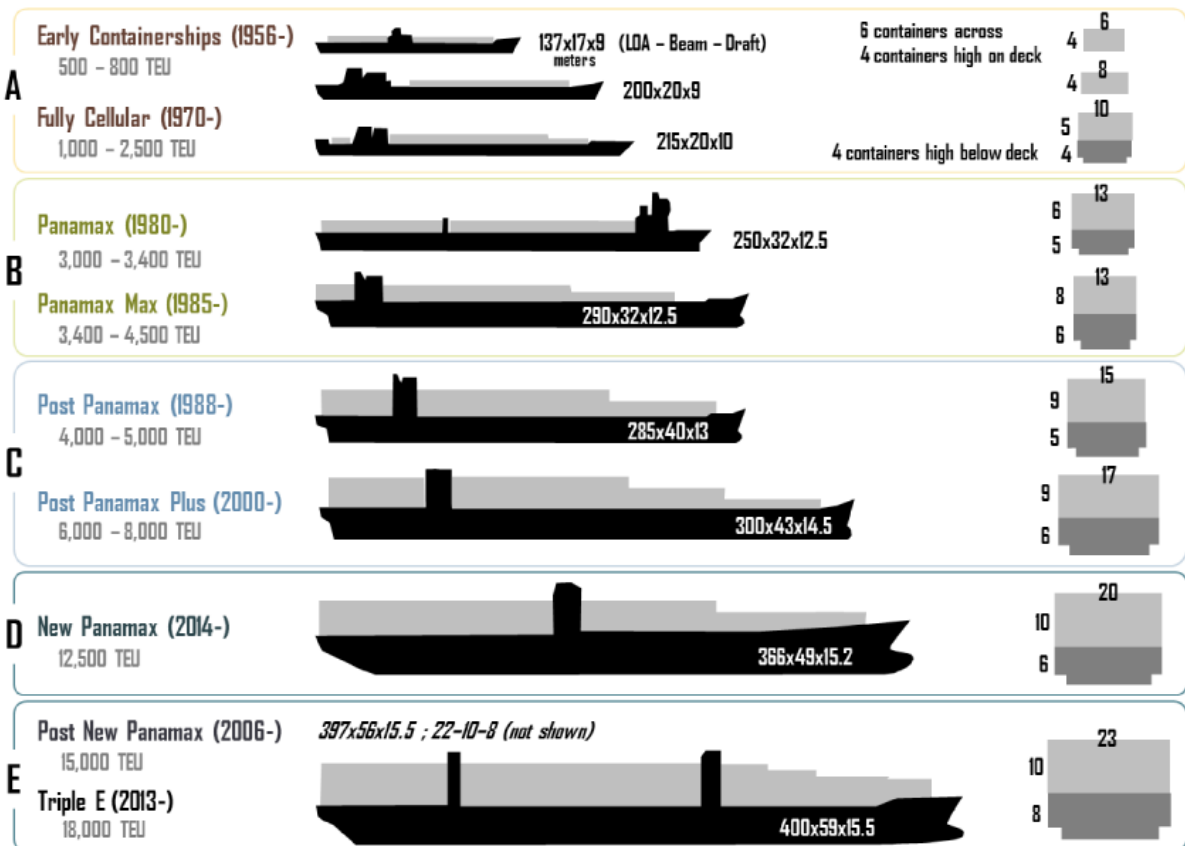 A
Early Containerships (1956-)
500 – 800 TEU
137x17x9 (LOA – Beam – Draft)
meters
6 containers across
4 containers high on deck
6
4
200x20x9
8
4
Fully Cellular (1970-)
1,000 – 2,500 TEU
215x20x10
4 containers high below deck
10
5
4
B
Panamax (1980-)
3,000 – 3,400 TEU
250x32x12.5
13
6
5
Panamax Max (1985-)
3,400 – 4,500 TEU
290x32x12.5
13
8
6
C
Post Panamax (1988-)
4,000 – 5,000 TEU
285x40x13
15
9
5
Post Panamax Plus (2000-)
6,000 – 8,000 TEU
300x43x14.5
17
9
6
D
New Panamax (2014-)
12,500 TEU
366x49x15.2
20
10
6
E
Post New Panamax (2006-)
15,000 TEU
397x56x15.5 ; 22–10–8 (not shown)
Triple E (2013-)
18,000 TEU
400x59x15.5
23
10
8